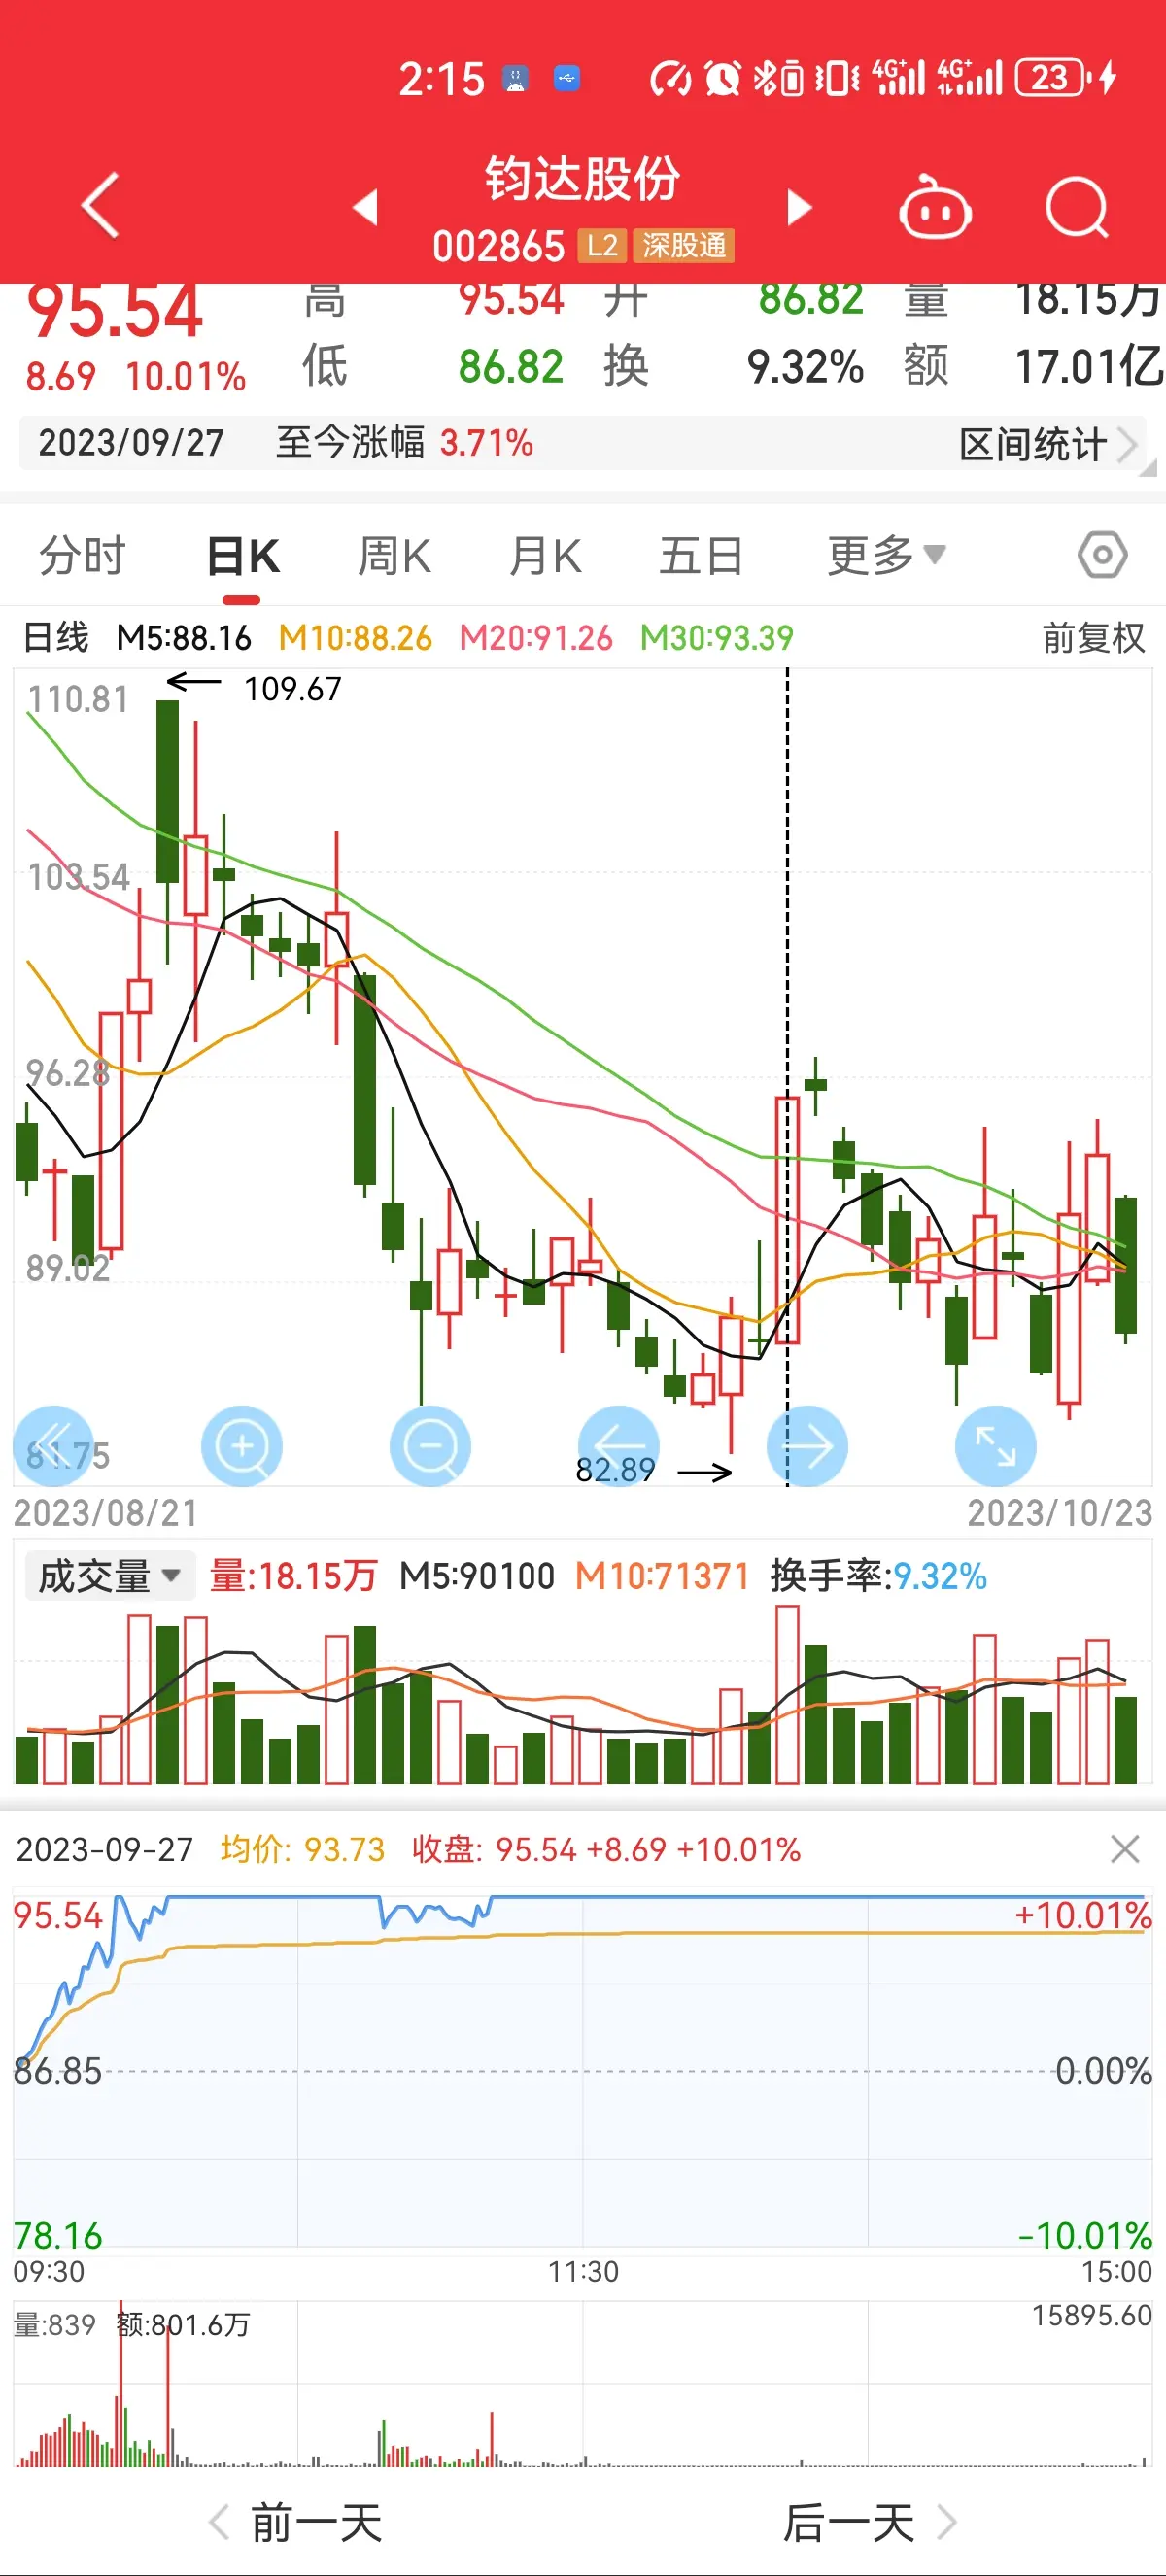 2:15 4G+ 4G+ 23
钧达股份
002865 L2 深股通
95.54 高 95.54 开 86.82 量 18.15万
8.69 10.01% 低 86.82 换 9.32% 额 17.01亿
2023/09/27 至今涨幅 3.71% 区间统计
分时 日K 周K 月K 五日 更多
日线 M5:88.16 M10:88.26 M20:91.26 M30:93.39 前复权
110.81 109.67
103.54
96.28
89.02
81.75 82.89
2023/08/21 2023/10/23
成交量 量:18.15万 M5:90100 M10:71371 换手率:9.32%
2023-09-27 均价: 93.73 收盘: 95.54 +8.69 +10.01%
95.54 +10.01%
86.85 0.00%
78.16 -10.01%
09:30 11:30 15:00
量:839 额:801.6万 15895.60
前一天 后一天